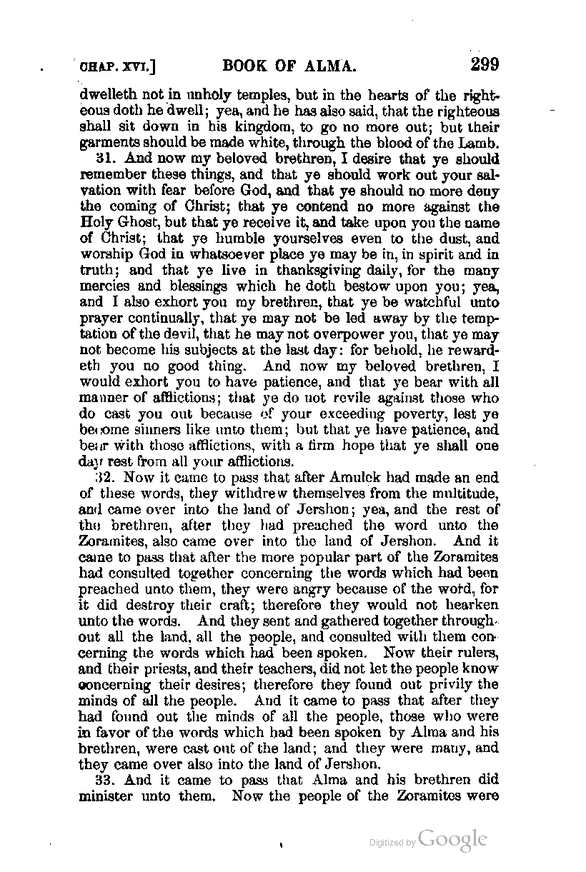 CHAP. XVI.] BOOK OF ALMA. 299
dwelleth not in unholy temples, but in the hearts of the right-
eous doth he dwell; yea, and he has also said, that the righteous
shall sit down in his kingdom, to go no more out; but their
garments should be made white, through the blood of the Lamb.
31. And now my beloved brethren, I desire that ye should
remember these things, and that ye should work out your sal-
vation with fear before God, and that ye should no more deny
the coming of Christ; that ye contend no more against the
Holy Ghost, but that ye receive it, and take upon you the name
of Christ; that ye humble yourselves even to the dust, and
worship God in whatsoever place ye may be in, in spirit and in
truth; and that ye live in thanksgiving daily, for the many
mercies and blessings which he doth bestow upon you; yea,
and I also exhort you my brethren, that ye be watchful unto
prayer continually, that ye may not be led away by the temp-
tation of the devil, that he may not overpower you, that ye may
not become his subjects at the last day: for behold, he reward-
eth you no good thing. And now my beloved brethren, I
would exhort you to have patience, and that ye bear with all
manner of afflictions; that ye do not revile against those who
do cast you out because of your exceeding poverty, lest ye
become sinners like unto them; but that ye have patience, and
bear with those afflictions, with a firm hope that ye shall one
day rest from all your afflictions.
32. Now it came to pass that after Amulek had made an end
of these words, they withdrew themselves from the multitude,
and came over into the land of Jershon; yea, and the rest of
the brethren, after they had preached the word unto the
Zoramites, also came over into the land of Jershon. And it
came to pass that after the more popular part of the Zoramites
had consulted together concerning the words which had been
preached unto them, they were angry because of the word, for
it did destroy their craft; therefore they would not hearken
unto the words. And they sent and gathered together through-
out all the land, all the people, and consulted with them con-
cerning the words which had been spoken. Now their rulers,
and their priests, and their teachers, did not let the people know
concerning their desires; therefore they found out privily the
minds of all the people. And it came to pass that after they
had found out the minds of all the people, those who were
in favor of the words which had been spoken by Alma and his
brethren, were cast out of the land; and they were many, and
they came over also into the land of Jershon.
33. And it came to pass that Alma and his brethren did
minister unto them. Now the people of the Zoramites were
Digitized by Google